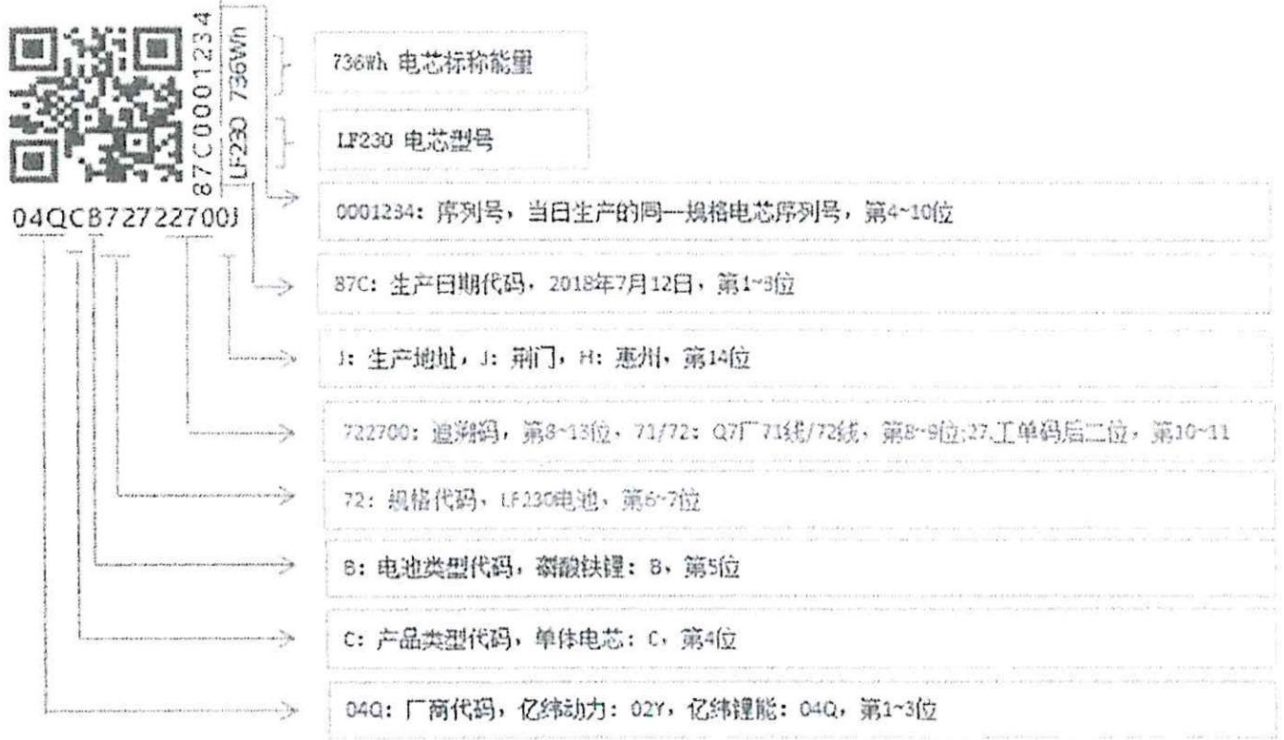 87C0001234
LF230 736Wh
04QCB72722700J
736Wh 电芯标称能量
LF230 电芯型号
0001234: 序列号，当日生产的同一规格电芯序列号，第4~10位
87C: 生产日期代码，2018年7月12日，第1~3位
J: 生产地址，J: 荆门，H: 惠州，第14位
722700: 追溯码，第8~13位，71/72: Q7厂71线/72线，第8~9位;27工单码后二位，第10~11
72: 规格代码，LF230电池，第6~7位
B: 电池类型代码，磷酸铁锂: B，第5位
C: 产品类型代码，单体电芯: C，第4位
04Q: 厂商代码，亿纬动力: 02Y，亿纬锂能: 04Q，第1~3位